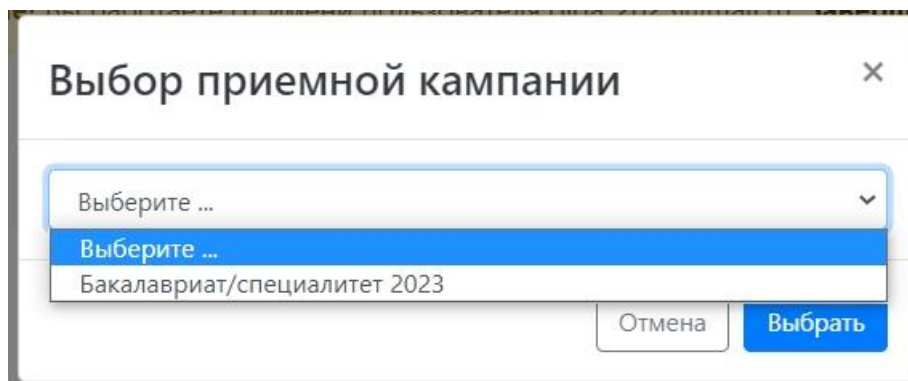 Выбор приемной кампании
×
Выберите ...
Выберите ...
Бакалавриат/специалитет 2023
Отмена
Выбрать